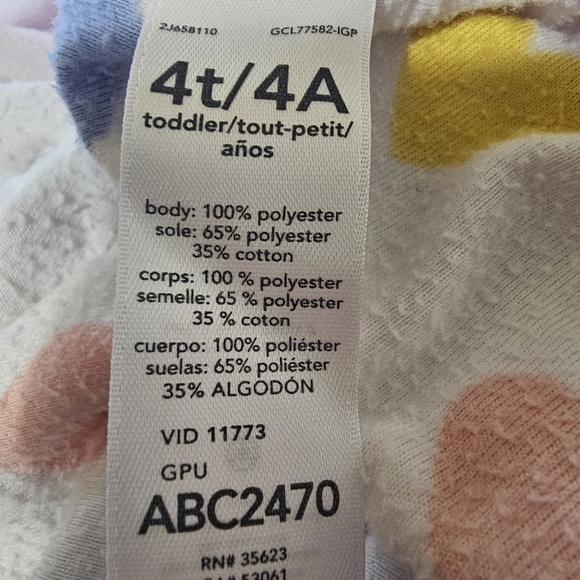 2J658110 GCL77582-IGP
4t/4A
toddler/tout-petit/
años
body: 100% polyester
sole: 65% polyester
35% cotton
corps: 100 % polyester
semelle: 65 % polyester
35 % coton
cuerpo: 100% poliéster
suelas: 65% poliéster
35% ALGODÓN
VID 11773
GPU
ABC2470
RN# 35623
CA# 53061